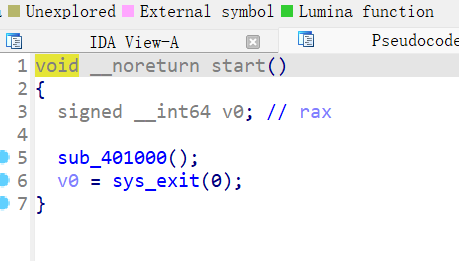 Unexplored External symbol Lumina function
IDA View-A Pseudocode
1 void __noreturn start()
2 {
3 signed __int64 v0; // rax
4
5 sub_401000();
6 v0 = sys_exit(0);
7 }